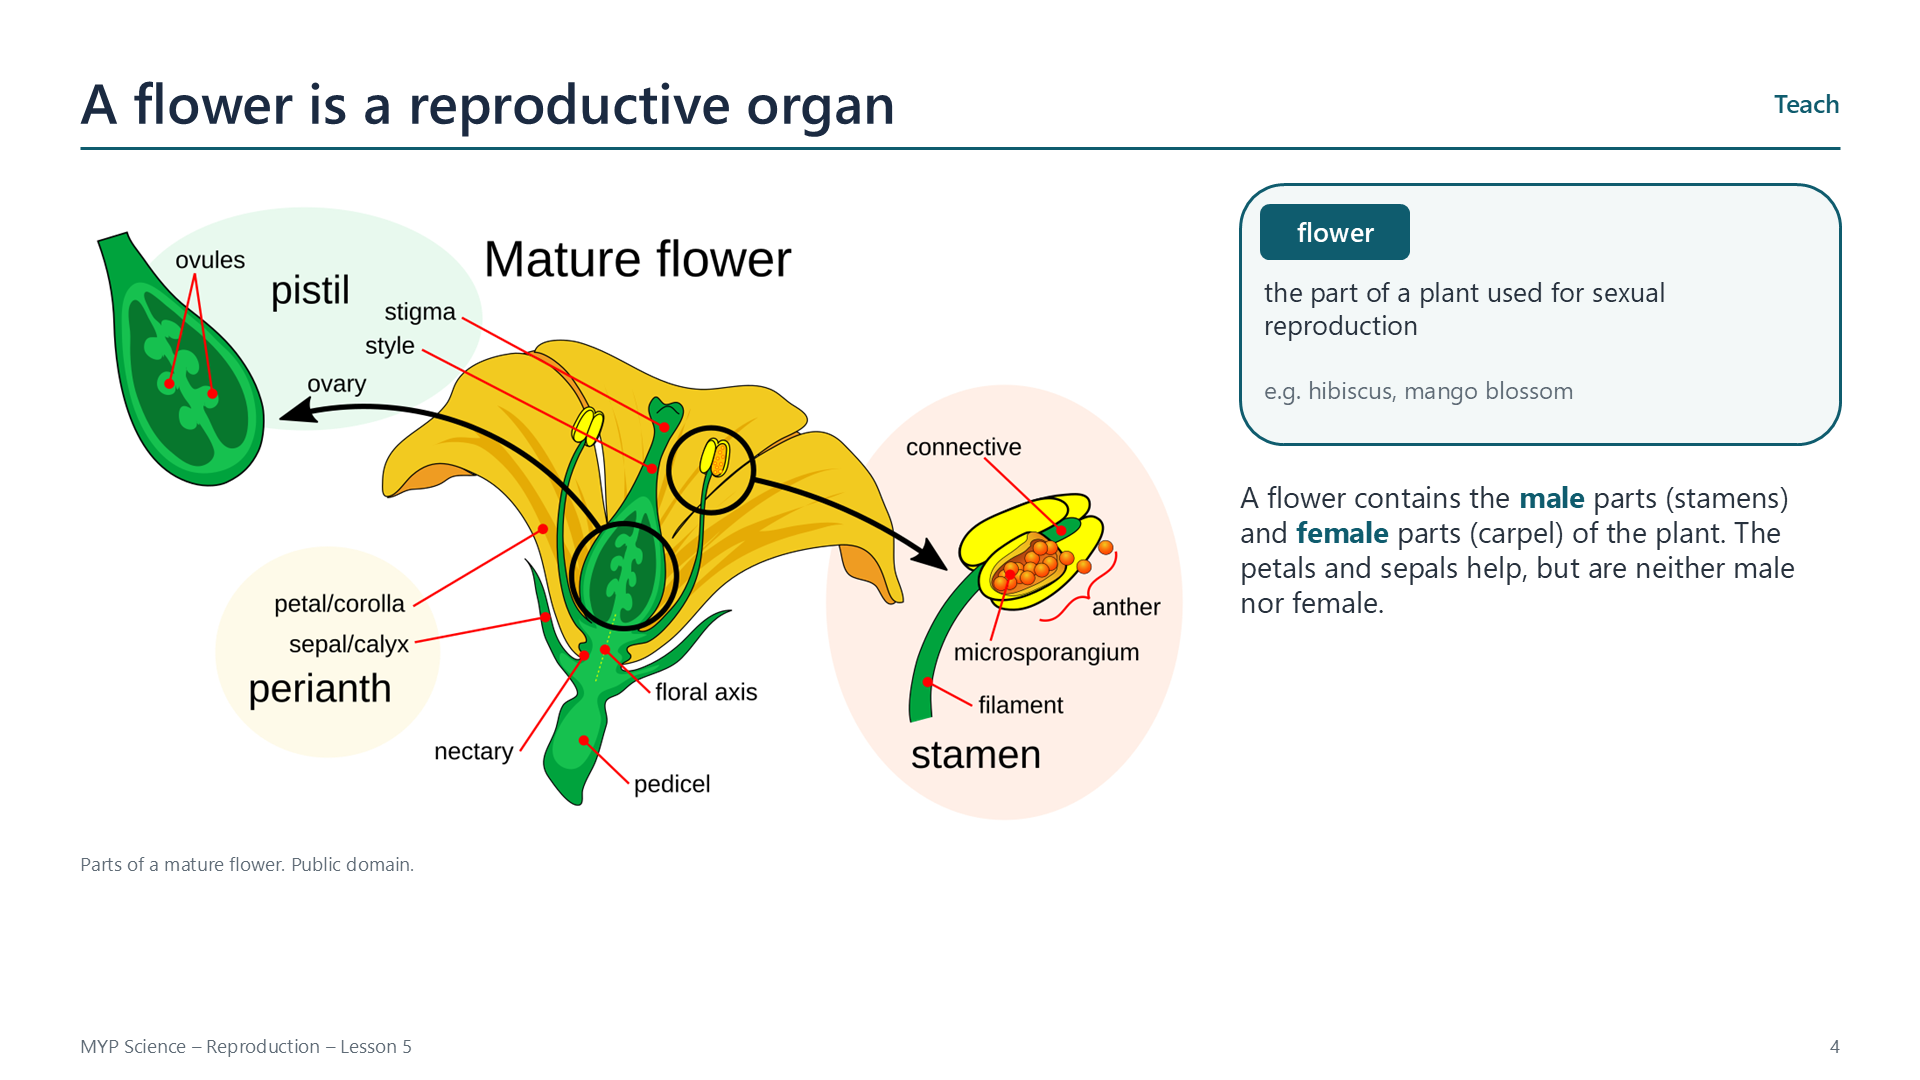 A flower is a reproductive organ
Teach
Mature flower
ovules
pistil
stigma
style
ovary
petal/corolla
sepal/calyx
perianth
nectary
floral axis
pedicel
connective
anther
microsporangium
filament
stamen
Parts of a mature flower. Public domain.
flower
the part of a plant used for sexual
reproduction
e.g. hibiscus, mango blossom
A flower contains the male parts (stamens)
and female parts (carpel) of the plant. The
petals and sepals help, but are neither male
nor female.
MYP Science – Reproduction – Lesson 5
4